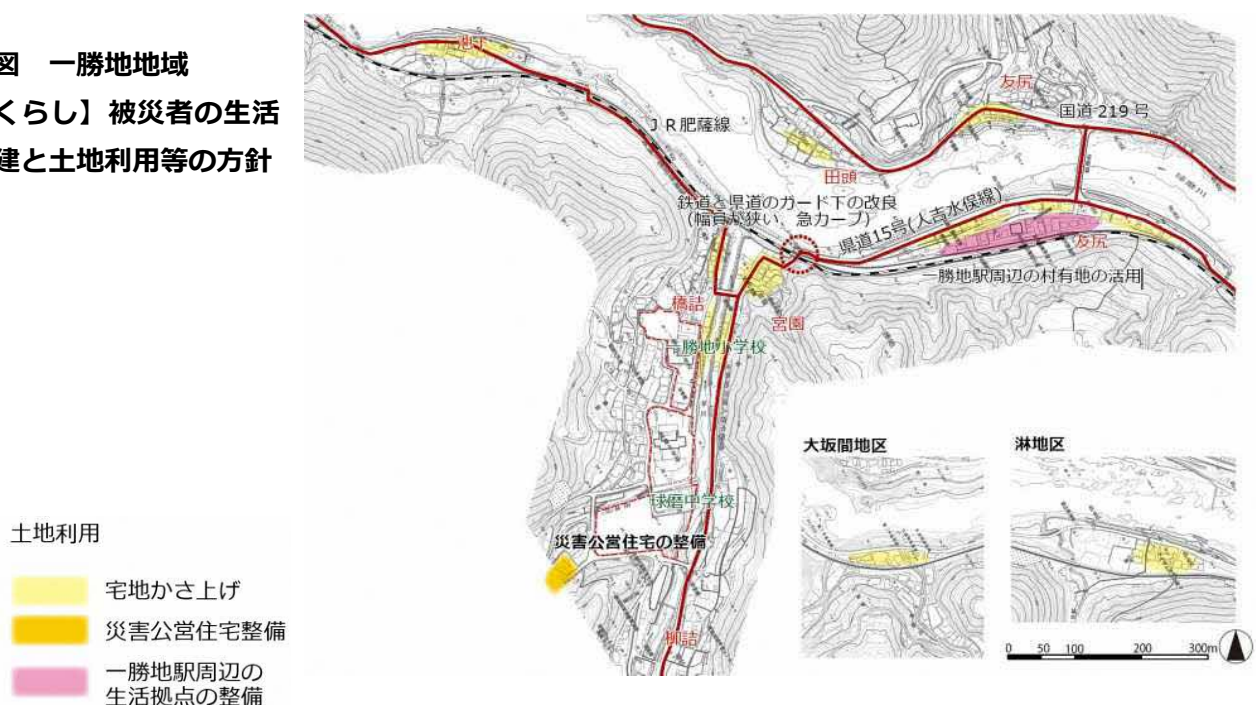 図 一勝地地域
くらし】被災者の生活
建と土地利用等の方針
池下
友尻
国道 219 号
ＪＲ肥薩線
田頭
鉄道と県道のガード下の改良
(幅員が狭い、急カーブ)
県道15号(人吉水俣線)
球磨川
友尻
一勝地駅周辺の村有地の活用
橋詰
宮園
一勝地小学校
球磨中学校
災害公営住宅の整備
柳詰
大坂間地区
淋地区
0 50 100 200 300m
土地利用
宅地かさ上げ
災害公営住宅整備
一勝地駅周辺の
生活拠点の整備